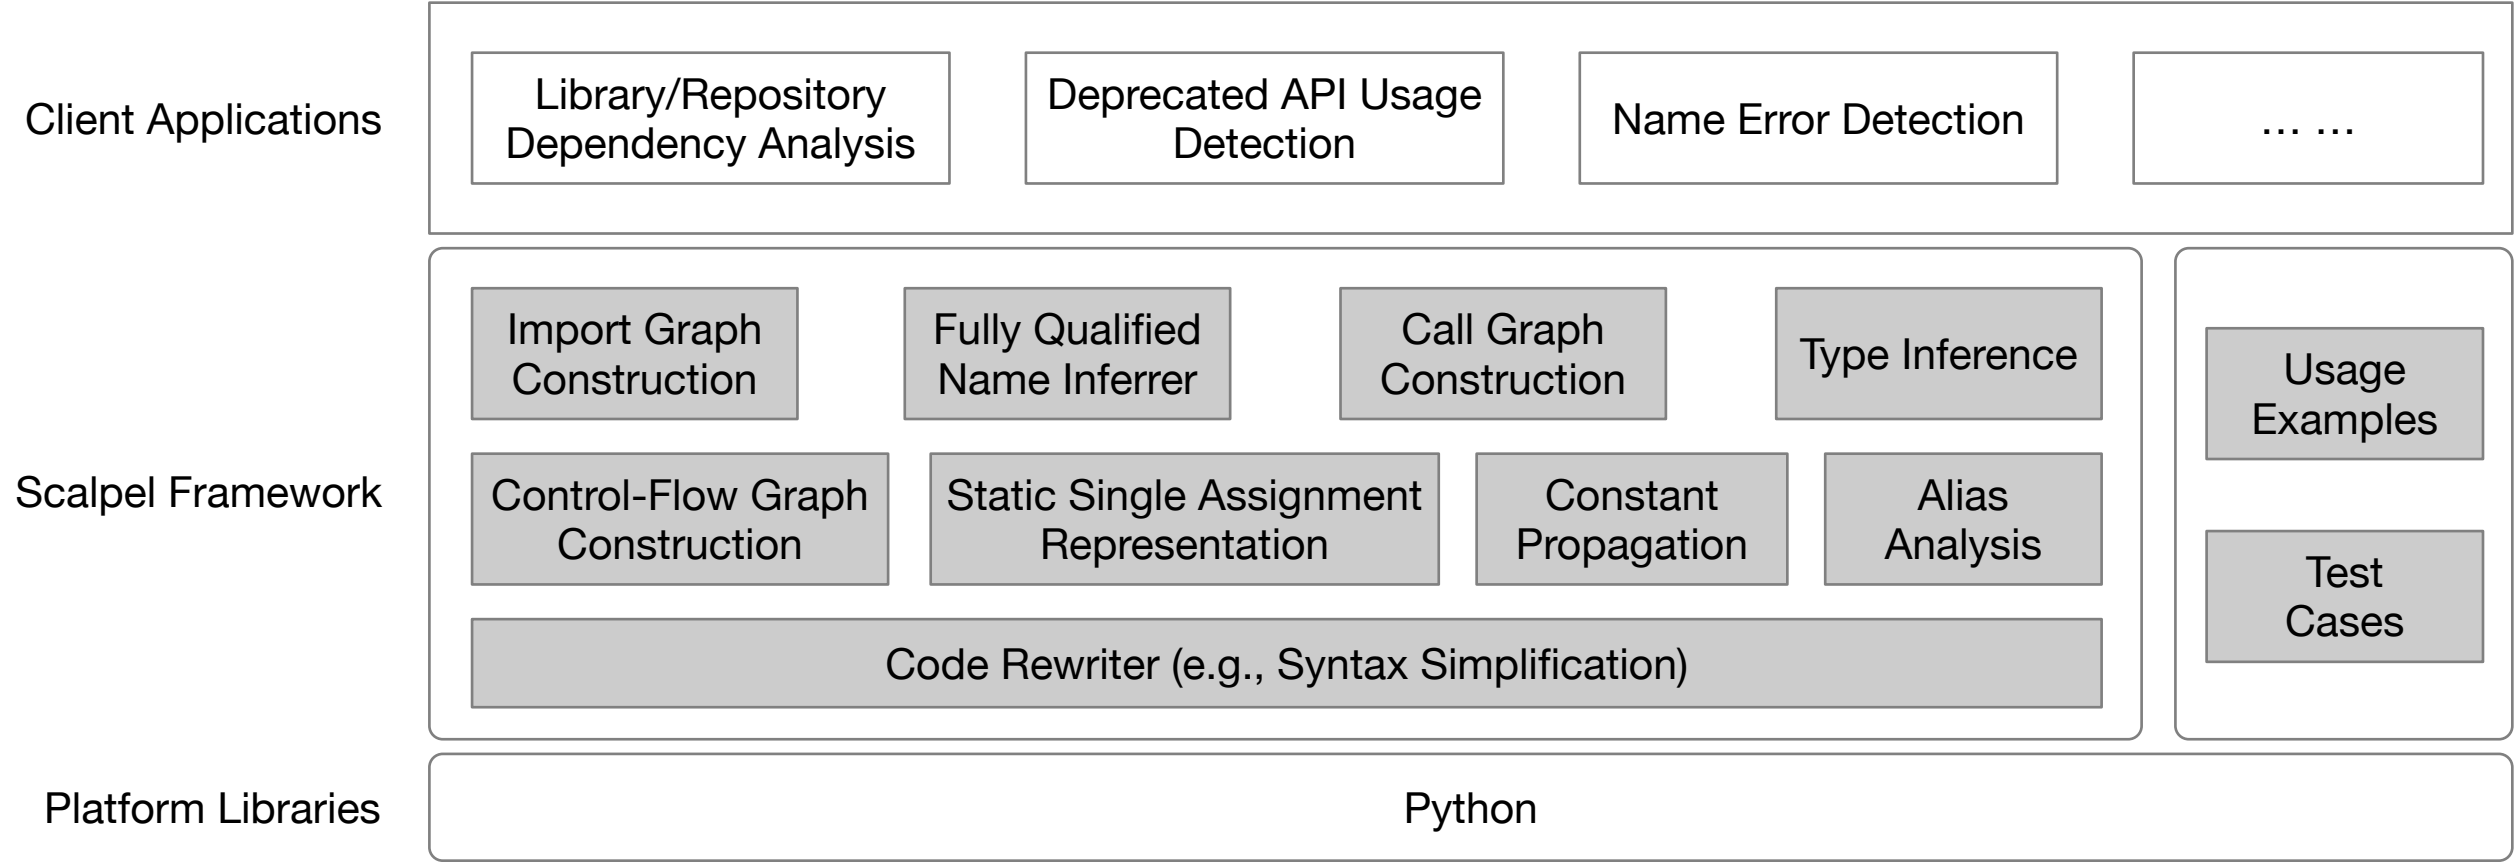 Client Applications
Library/Repository
Dependency Analysis
Deprecated API Usage
Detection
Name Error Detection
... ...
Scalpel Framework
Import Graph
Construction
Fully Qualified
Name Inferrer
Call Graph
Construction
Type Inference
Control-Flow Graph
Construction
Static Single Assignment
Representation
Constant
Propagation
Alias
Analysis
Code Rewriter (e.g., Syntax Simplification)
Usage
Examples
Test
Cases
Platform Libraries
Python